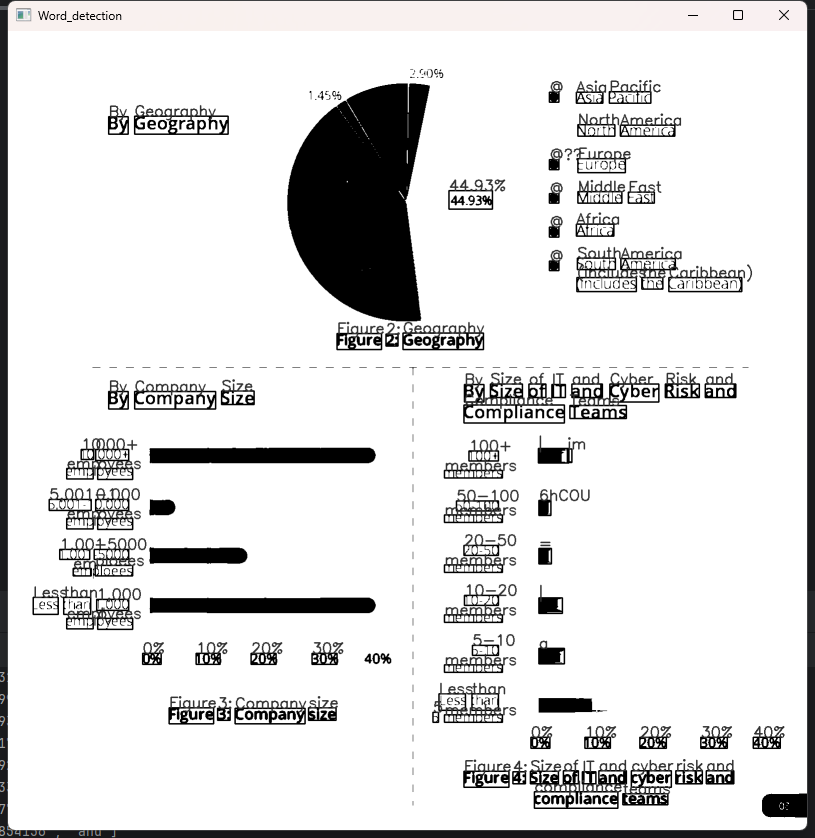 Word_detection
2.90%
1.45%
By Geography
By Geography
44.93%
44.93%
@ Asia Pacific
Asia Pacific
North America
North America
@??Europe
Europe
@ Middle East
Middle East
@ Africa
Africa
@ South America
South America
(Includes the Caribbean)
(Includes the Caribbean)
Figure 2: Geography
Figure 2: Geography
By Company Size
By Company Size
10,000+
10,000+
employees
employees
5,001-10,000
5,001-10,000
employees
employees
1,001-5000
1,001-5000
emploees
emploees
Less than 1,000
Less than 1,000
employees
employees
0% 10% 20% 30%
0% 10% 20% 30% 40%
Figure 3: Company size
Figure 3: Company size
By Size of IT and Cyber Risk and
By Size of IT and Cyber Risk and
Compliance Teams
Compliance Teams
100+ | im
100+
members
members
50-100 6hCOU
50-100
members
members
20-50 =
20-50
members
members
10-20 |
10-20
members
members
5-10 g
5-10
members
members
Less than
Less than
5 members
5 members
0% 10% 20% 30% 40%
0% 10% 20% 30% 40%
Figure 4: Size of IT and cyber risk and
Figure 4: Size of IT and cyber risk and
compliance teams
compliance teams